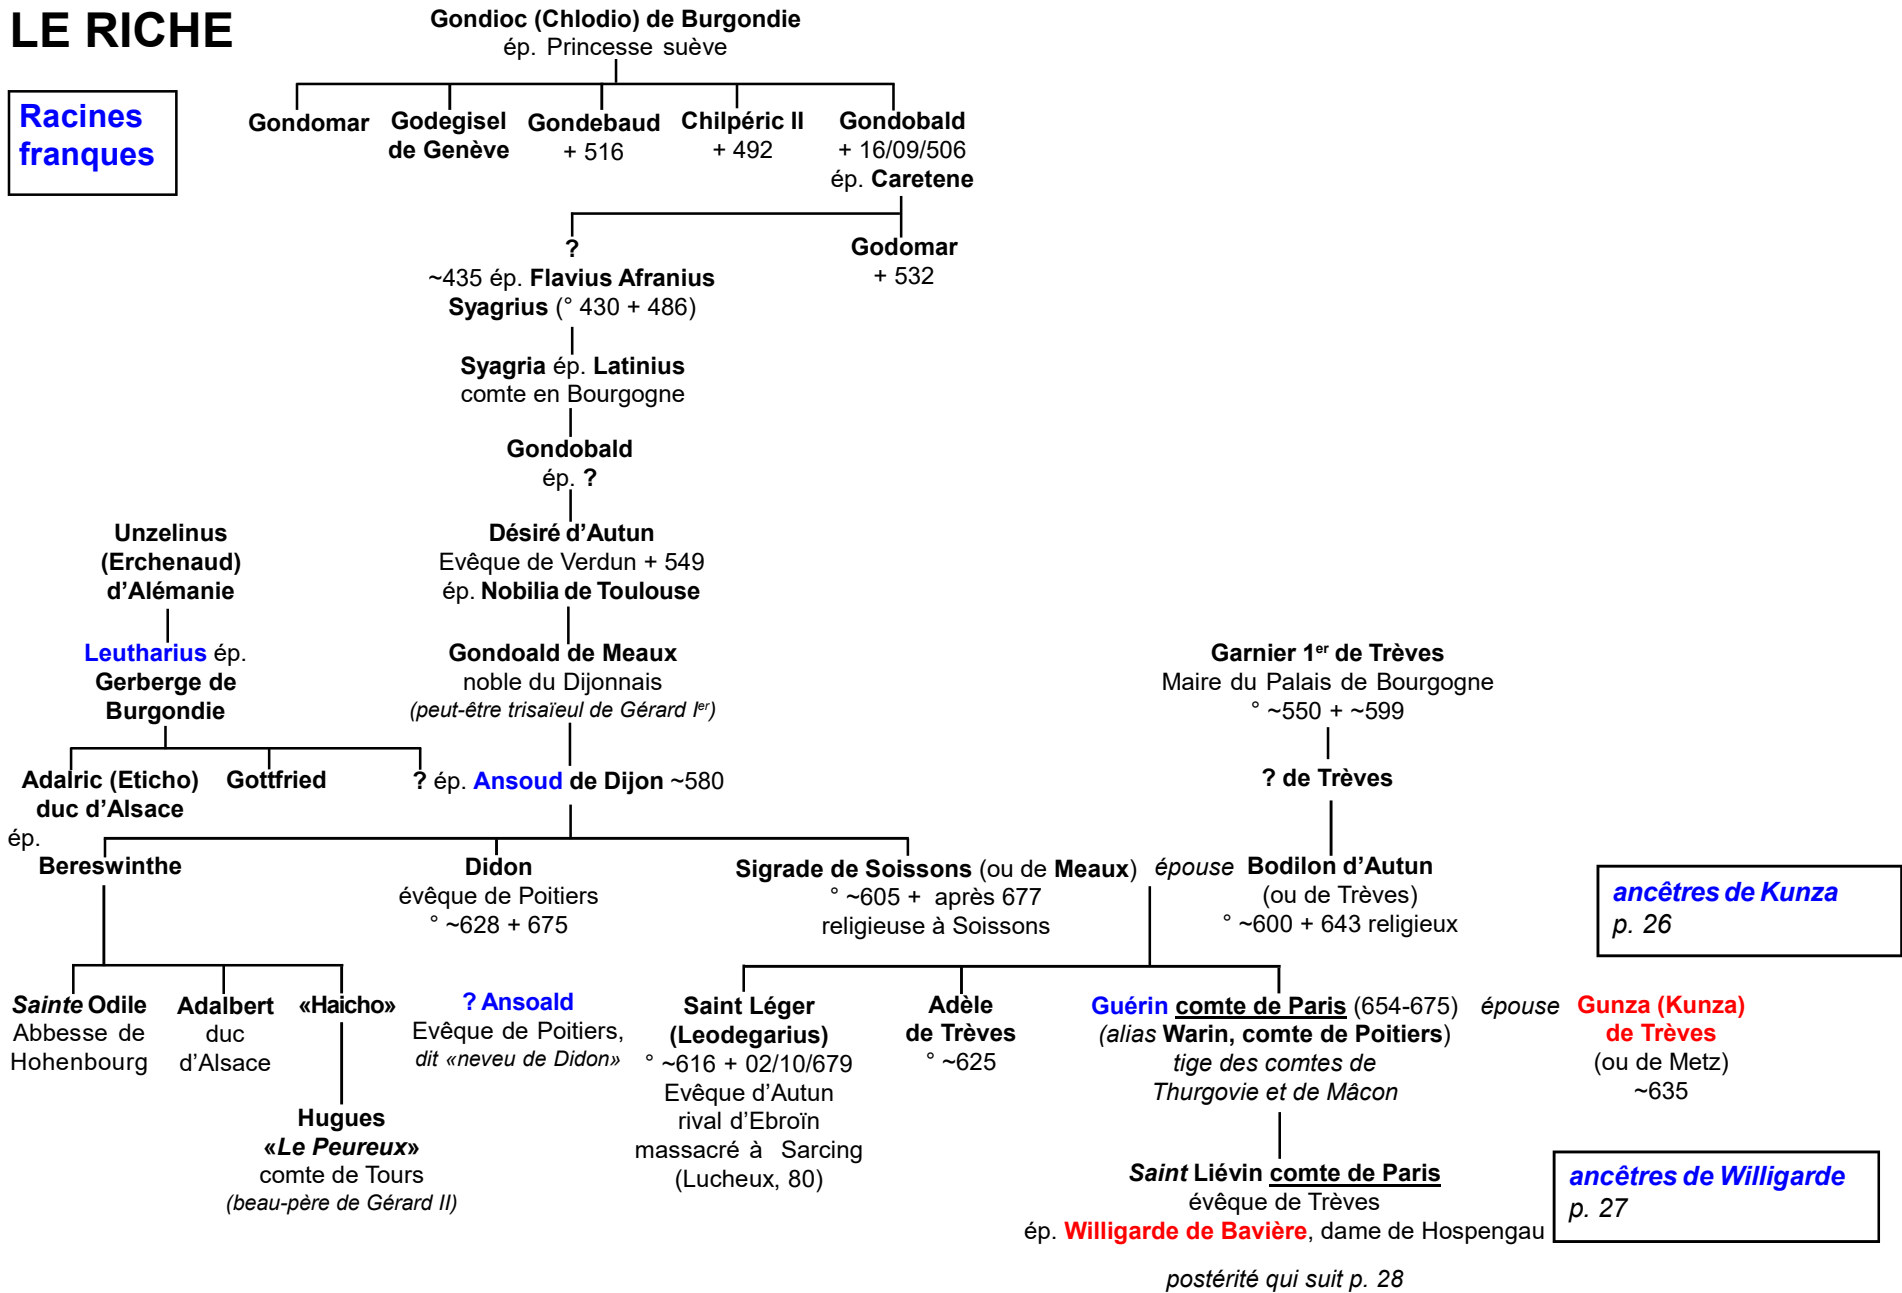 LE RICHE
Racines
franques
Gondioc (Chlodio) de Burgondie
ép. Princesse suève
Gondomar
Godegisel
de Genève
Gondebaud
+ 516
Chilpéric II
+ 492
Gondobald
+ 16/09/506
ép. Caretene
?
~435 ép. Flavius Afranius
Syagrius (° 430 + 486)
Godomar
+ 532
Syagria ép. Latinius
comte en Bourgogne
Gondobald
ép. ?
Unzelinus
(Erchenaud)
d’Alémanie
Désiré d’Autun
Evêque de Verdun + 549
ép. Nobilia de Toulouse
Leutharius ép.
Gerberge de
Burgondie
Gondoald de Meaux
noble du Dijonnais
(peut-être trisaïeul de Gérard Ier)
Garnier 1er de Trèves
Maire du Palais de Bourgogne
° ~550 + ~599
Adalric (Eticho)
duc d’Alsace
ép.
Bereswinthe
Gottfried
? ép. Ansoud de Dijon ~580
? de Trèves
Didon
évêque de Poitiers
° ~628 + 675
Sigrade de Soissons (ou de Meaux) épouse Bodilon d’Autun
° ~605 + après 677
religieuse à Soissons
(ou de Trèves)
° ~600 + 643 religieux
ancêtres de Kunza
p. 26
Sainte Odile
Abbesse de
Hohenbourg
Adalbert
duc
d’Alsace
«Haicho»
Hugues
«Le Peureux»
comte de Tours
(beau-père de Gérard II)
? Ansoald
Evêque de Poitiers,
dit «neveu de Didon»
Saint Léger
(Leodegarius)
° ~616 + 02/10/679
Evêque d’Autun
rival d’Ebroïn
massacré à Sarcing
(Lucheux, 80)
Adèle
de Trèves
° ~625
Guérin comte de Paris (654-675) épouse
(alias Warin, comte de Poitiers)
tige des comtes de
Thurgovie et de Mâcon
Gunza (Kunza)
de Trèves
(ou de Metz)
~635
Saint Liévin comte de Paris
évêque de Trèves
ép. Willigarde de Bavière, dame de Hospengau
ancêtres de Willigarde
p. 27
postérité qui suit p. 28